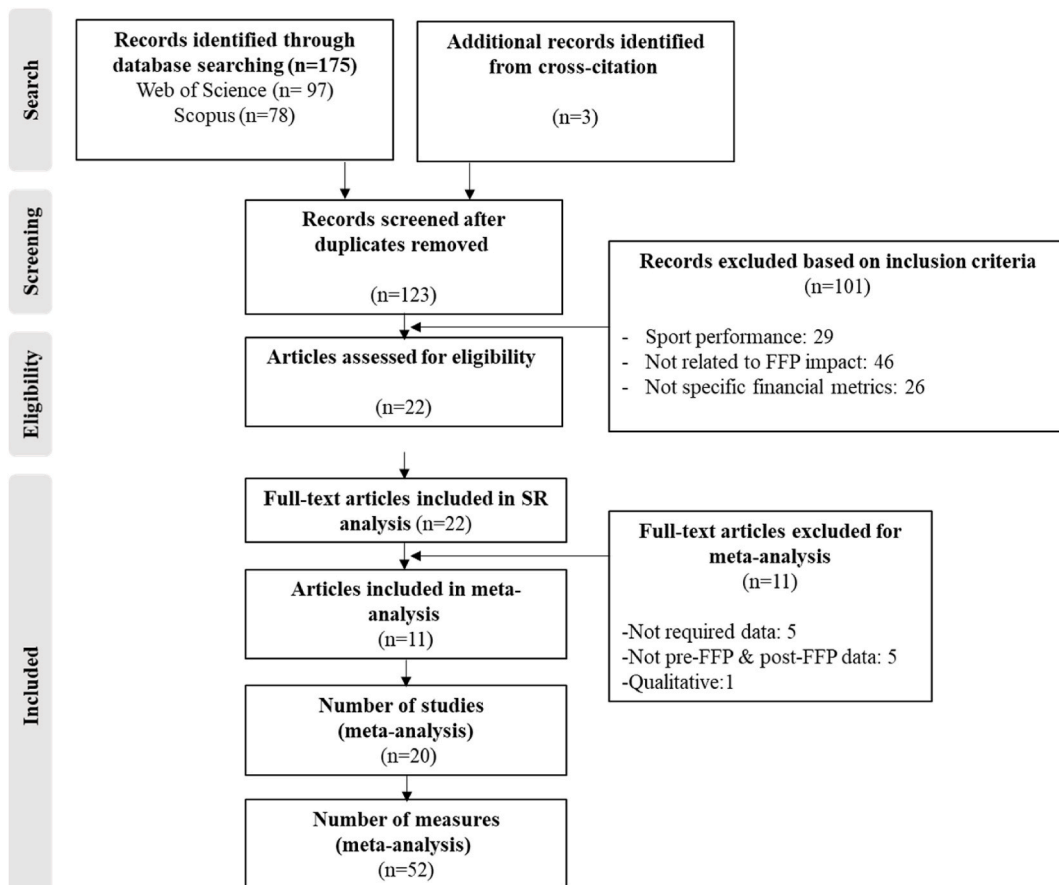 Search
Records identified through
database searching (n=175)
Web of Science (n= 97)
Scopus (n=78)
Additional records identified
from cross-citation
(n=3)
Screening
Records screened after
duplicates removed
(n=123)
Records excluded based on inclusion criteria
(n=101)
- Sport performance: 29
- Not related to FFP impact: 46
- Not specific financial metrics: 26
Eligibility
Articles assessed for eligibility
(n=22)
Included
Full-text articles included in SR
analysis (n=22)
Full-text articles excluded for
meta-analysis
(n=11)
-Not required data: 5
-Not pre-FFP & post-FFP data: 5
-Qualitative:1
Articles included in meta-
analysis
(n=11)
Number of studies
(meta-analysis)
(n=20)
Number of measures
(meta-analysis)
(n=52)